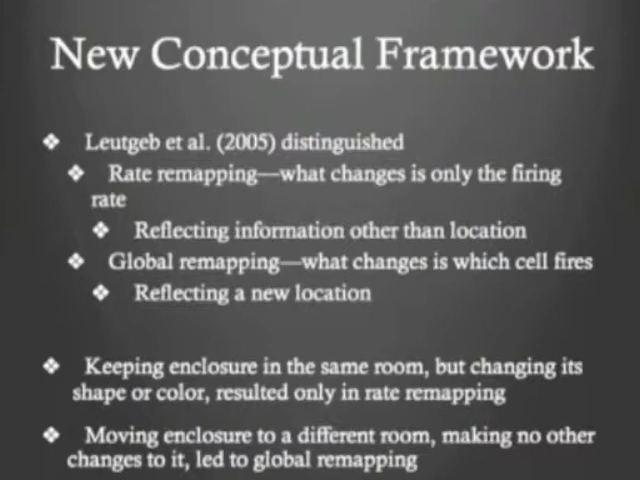 New Conceptual Framework
❖ Leutgeb et al. (2005) distinguished
❖ Rate remapping—what changes is only the firing
rate
❖ Reflecting information other than location
❖ Global remapping—what changes is which cell fires
❖ Reflecting a new location
❖ Keeping enclosure in the same room, but changing its
shape or color, resulted only in rate remapping
❖ Moving enclosure to a different room, making no other
changes to it, led to global remapping